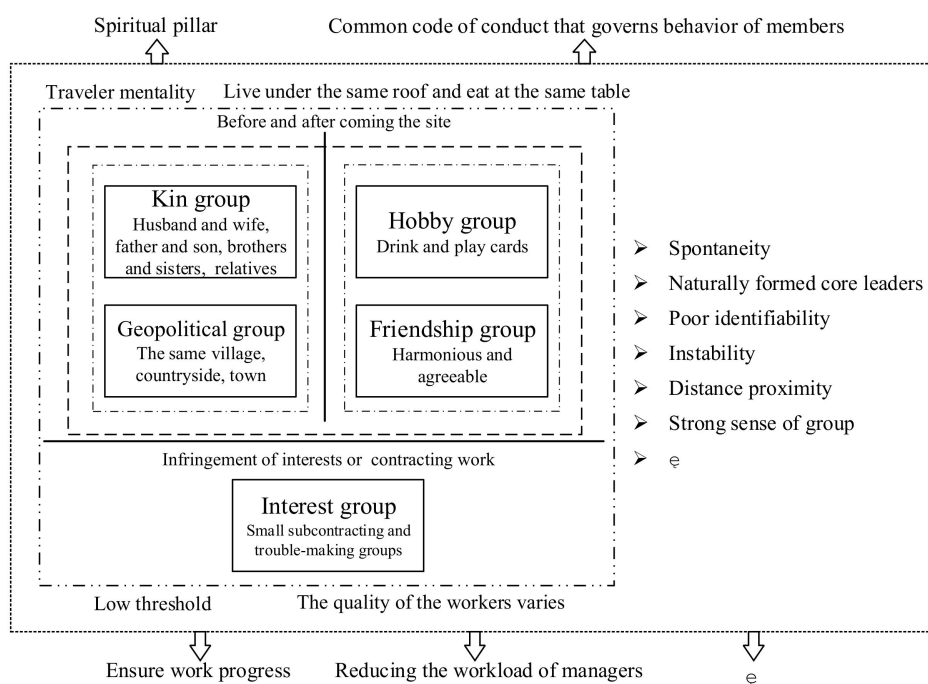 Spiritual pillar
Common code of conduct that governs behavior of members
Traveler mentality
Live under the same roof and eat at the same table
Before and after coming the site
Kin group
Husband and wife,
father and son, brothers
and sisters, relatives
Hobby group
Drink and play cards
Geopolitical group
The same village,
countryside, town
Friendship group
Harmonious and
agreeable
Infringement of interests or contracting work
Interest group
Small subcontracting and
trouble-making groups
Low threshold
The quality of the workers varies
➢ Spontaneity
➢ Naturally formed core leaders
➢ Poor identifiability
➢ Instability
➢ Distance proximity
➢ Strong sense of group
➢ ȩ
Ensure work progress
Reducing the workload of managers
ȩ